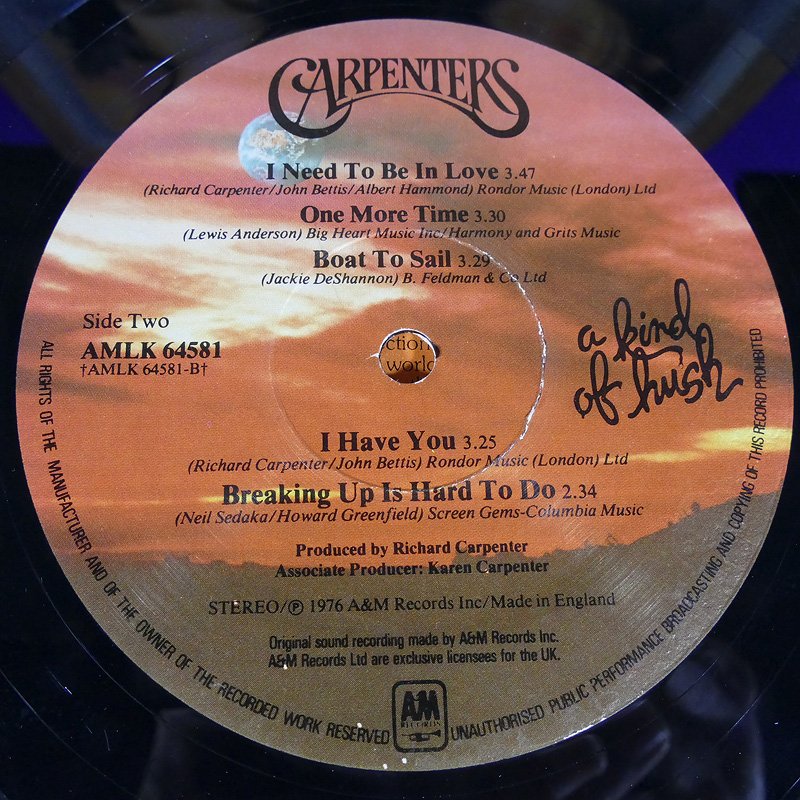 CARPENTERS
I Need To Be In Love 3.47
(Richard Carpenter/John Bettis/Albert Hammond) Rondor Music (London) Ltd
One More Time 3.30
(Lewis Anderson) Big Heart Music Inc/Harmony and Grits Music
Boat To Sail 3.29
(Jackie DeShannon) B. Feldman & Co Ltd
Side Two
AMLK 64581
†AMLK 64581-B†
a kind
of hush
ction
world
I Have You 3.25
(Richard Carpenter/John Bettis) Rondor Music (London) Ltd
Breaking Up Is Hard To Do 2.34
(Neil Sedaka/Howard Greenfield) Screen Gems-Columbia Music
Produced by Richard Carpenter
Associate Producer: Karen Carpenter
STEREO/Ⓟ 1976 A&M Records Inc/Made in England
Original sound recording made by A&M Records Inc.
A&M Records Ltd are exclusive licensees for the UK.
A&M
RECORDS
ALL RIGHTS OF THE MANUFACTURER AND OF THE OWNER OF THE RECORDED WORK RESERVED
UNAUTHORISED PUBLIC PERFORMANCE BROADCASTING AND COPYING OF THIS RECORD PROHIBITED